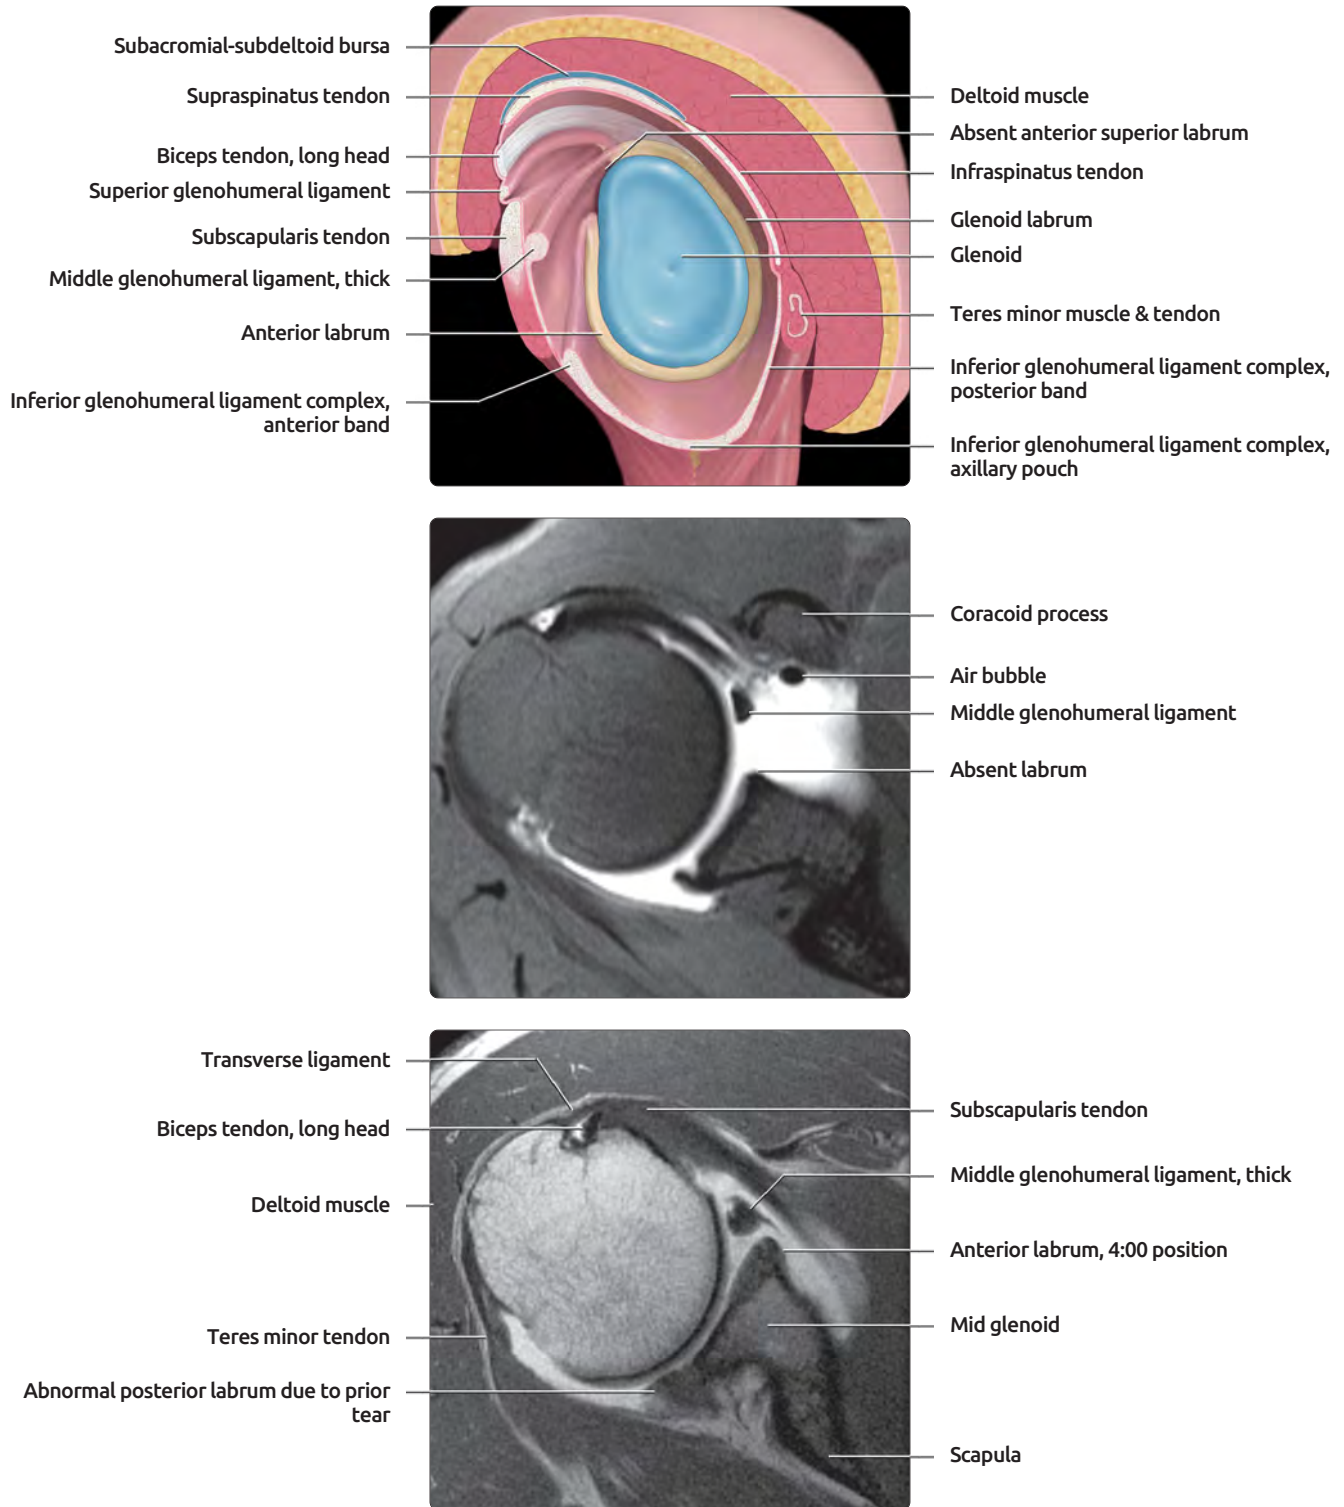 Subacromial-subdeltoid bursa
Supraspinatus tendon
Biceps tendon, long head
Superior glenohumeral ligament
Subscapularis tendon
Middle glenohumeral ligament, thick
Anterior labrum
Inferior glenohumeral ligament complex,
anterior band
Deltoid muscle
Absent anterior superior labrum
Infraspinatus tendon
Glenoid labrum
Glenoid
Teres minor muscle & tendon
Inferior glenohumeral ligament complex,
posterior band
Inferior glenohumeral ligament complex,
axillary pouch
Coracoid process
Air bubble
Middle glenohumeral ligament
Absent labrum
Transverse ligament
Biceps tendon, long head
Deltoid muscle
Teres minor tendon
Abnormal posterior labrum due to prior
tear
Subscapularis tendon
Middle glenohumeral ligament, thick
Anterior labrum, 4:00 position
Mid glenoid
Scapula